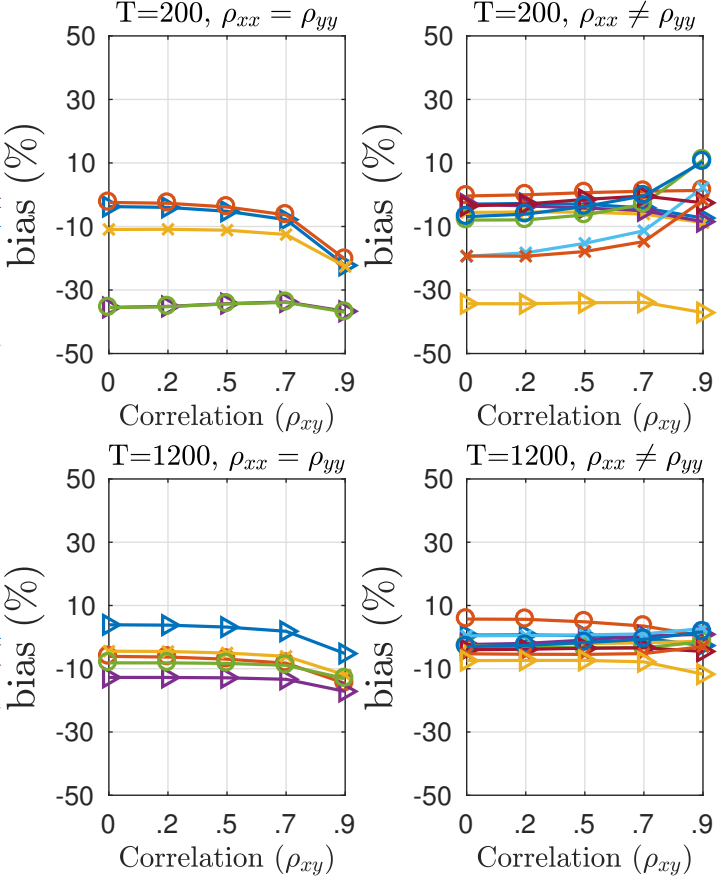 T=200, ρxx = ρyy
50
30
10
-10
-30
-50
bias (%)
0 .2 .5 .7 .9
Correlation (ρxy)
T=200, ρxx ≠ ρyy
50
30
10
-10
-30
-50
bias (%)
0 .2 .5 .7 .9
Correlation (ρxy)
T=1200, ρxx = ρyy
50
30
10
-10
-30
-50
bias (%)
0 .2 .5 .7 .9
Correlation (ρxy)
T=1200, ρxx ≠ ρyy
50
30
10
-10
-30
-50
bias (%)
0 .2 .5 .7 .9
Correlation (ρxy)